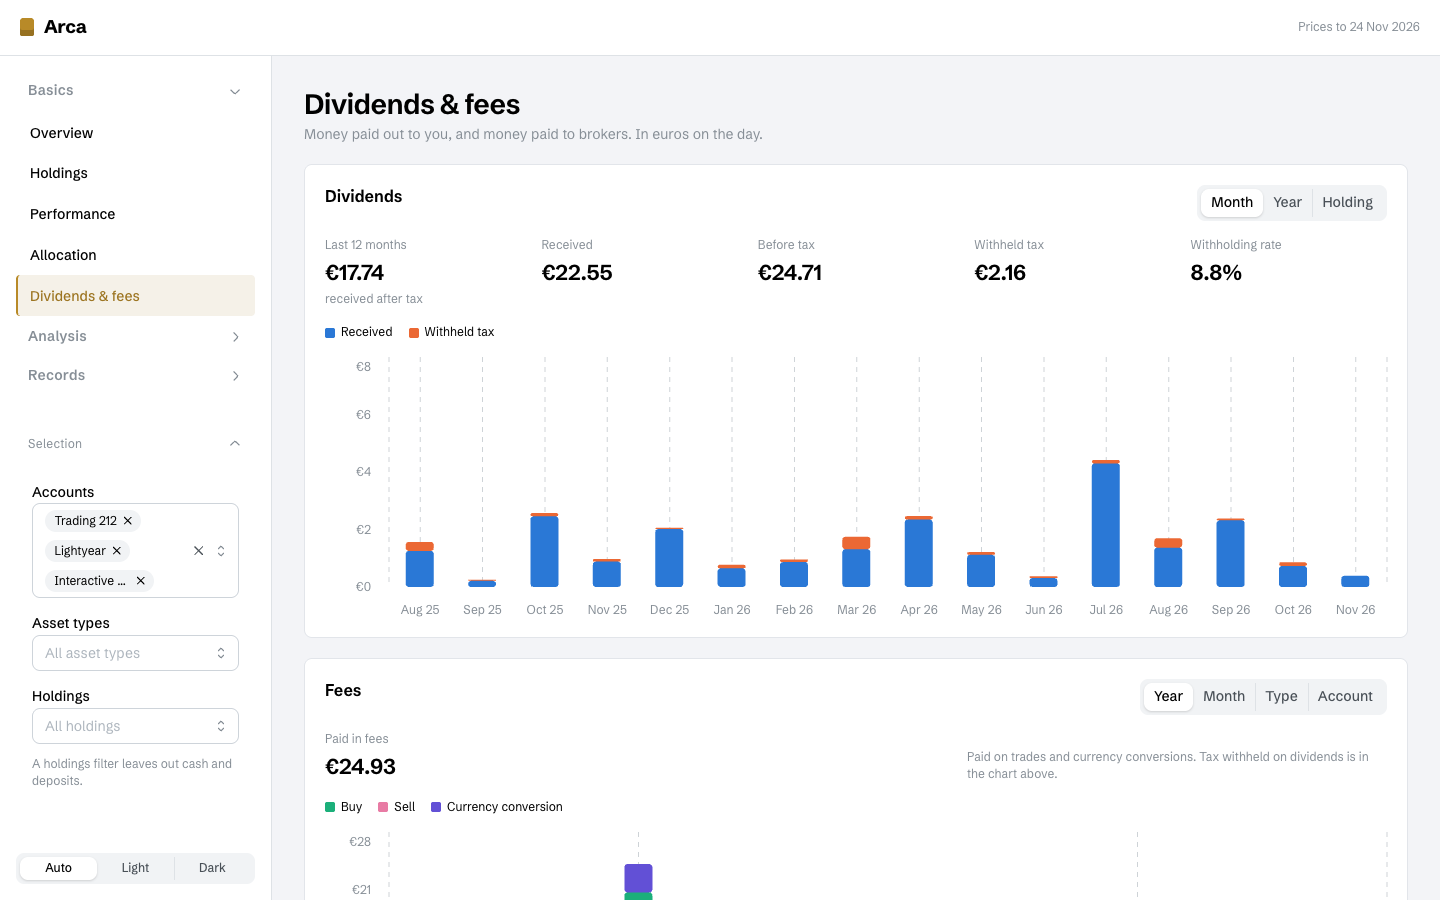 Arca
Prices to 24 Nov 2026
Basics
Overview
Holdings
Performance
Allocation
Dividends & fees
Analysis
Records
Selection
Accounts
Trading 212
Lightyear
Interactive ...
Asset types
All asset types
Holdings
All holdings
A holdings filter leaves out cash and
deposits.
Auto Light Dark
Dividends & fees
Money paid out to you, and money paid to brokers. In euros on the day.
Dividends
Month Year Holding
Last 12 months Received Before tax Withheld tax Withholding rate
€17.74 €22.55 €24.71 €2.16 8.8%
received after tax
Received Withheld tax
€8
€6
€4
€2
€0
Aug 25 Sep 25 Oct 25 Nov 25 Dec 25 Jan 26 Feb 26 Mar 26 Apr 26 May 26 Jun 26 Jul 26 Aug 26 Sep 26 Oct 26 Nov 26
Fees
Year Month Type Account
Paid in fees
€24.93
Paid on trades and currency conversions. Tax withheld on dividends is in
the chart above.
Buy Sell Currency conversion
€28
€21